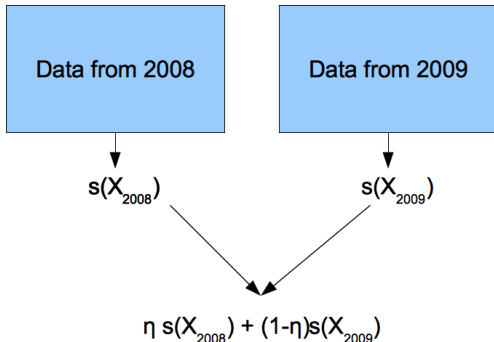 Data from 2008
Data from 2009
s(X₂₀₀₈)
s(X₂₀₀₉)
η s(X₂₀₀₈) + (1-η)s(X₂₀₀₉)